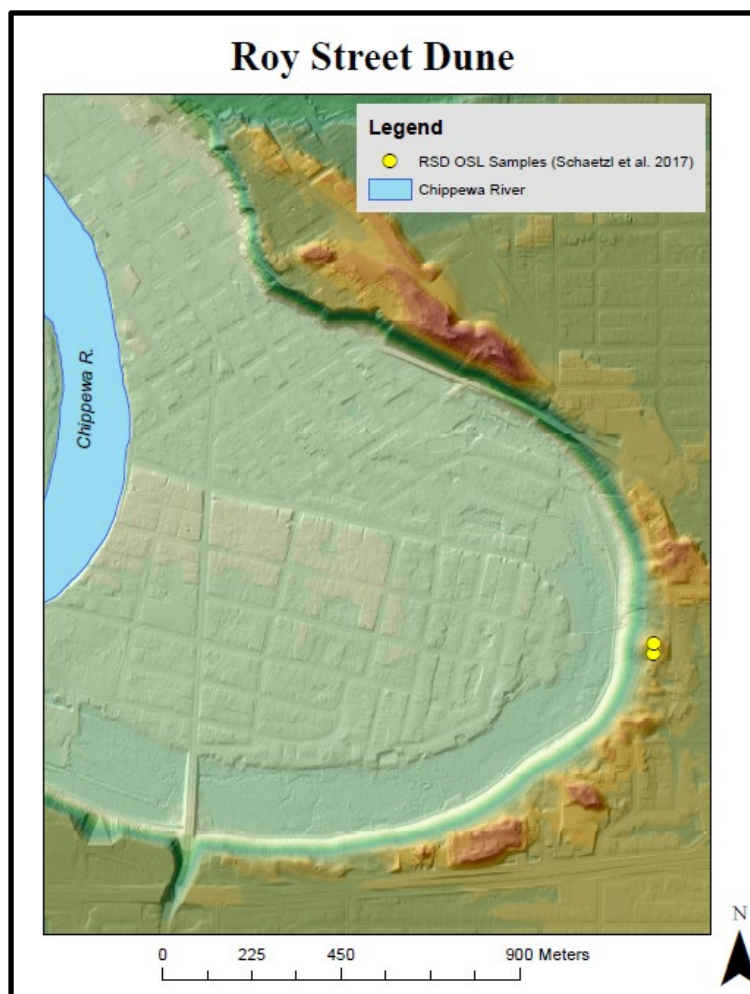 Roy Street Dune
Legend
RSD OSL Samples (Schaetzl et al. 2017)
Chippewa River
Chippewa R.
N
0 225 450 900 Meters